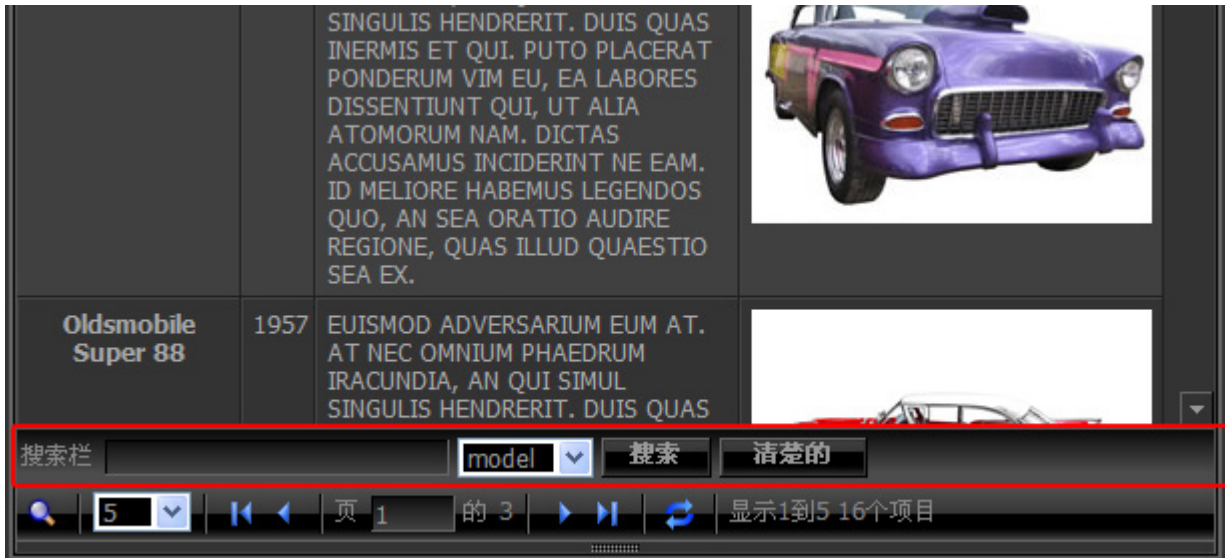 SINGULIS HENDRERIT. DUIS QUAS
INERMIS ET QUI. PUTO PLACERAT
PONDERUM VIM EU, EA LABORES
DISSENTIUNT QUI, UT ALIA
ATOMORUM NAM. DICTAS
ACCUSAMUS INCIDERINT NE EAM.
ID MELIORE HABEMUS LEGENDOS
QUO, AN SEA ORATIO AUDIRE
REGIONE, QUAS ILLUD QUAESTIO
SEA EX.
Oldsmobile
Super 88
1957
EUISMOD ADVERSARIUM EUM AT.
AT NEC OMNIUM PHAEDRUM
IRACUNDIA, AN QUI SIMUL
SINGULIS HENDRERIT. DUIS QUAS
搜索栏 model 搜索 清楚的
5 页 1 的 3 显示1到5 16个项目